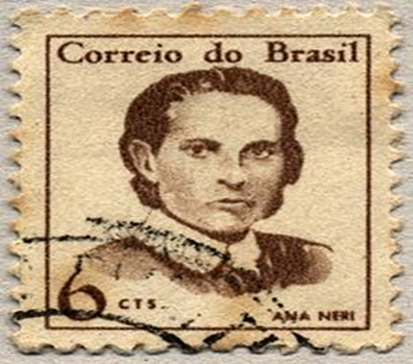 Correio do Brasil
6 CTS.
ANA NERI